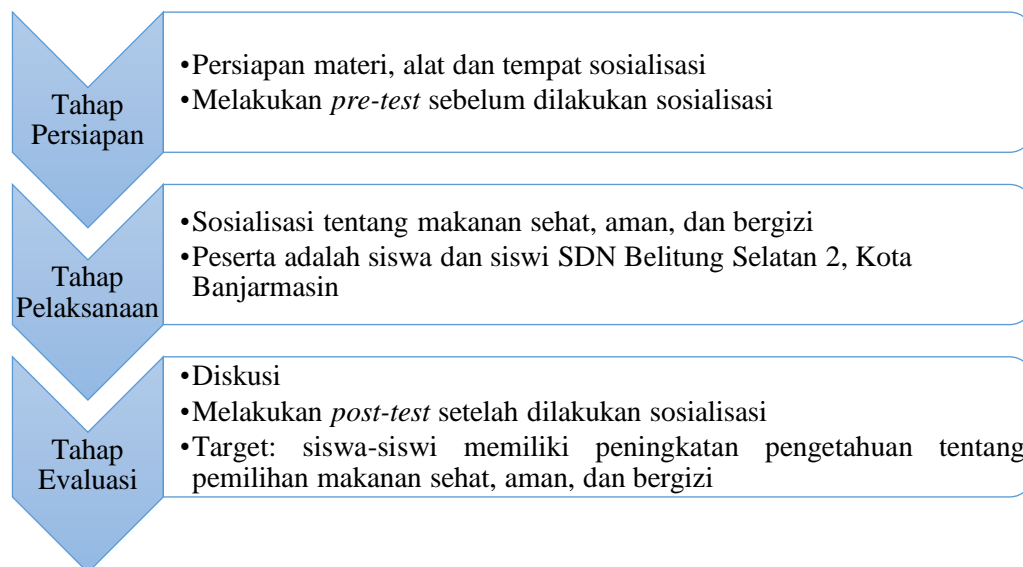 Tahap
Persiapan
•Persiapan materi, alat dan tempat sosialisasi
•Melakukan pre-test sebelum dilakukan sosialisasi
Tahap
Pelaksanaan
•Sosialisasi tentang makanan sehat, aman, dan bergizi
•Peserta adalah siswa dan siswi SDN Belitung Selatan 2, Kota
Banjarmasin
Tahap
Evaluasi
•Diskusi
•Melakukan post-test setelah dilakukan sosialisasi
•Target: siswa-siswi memiliki peningkatan pengetahuan tentang
pemilihan makanan sehat, aman, dan bergizi